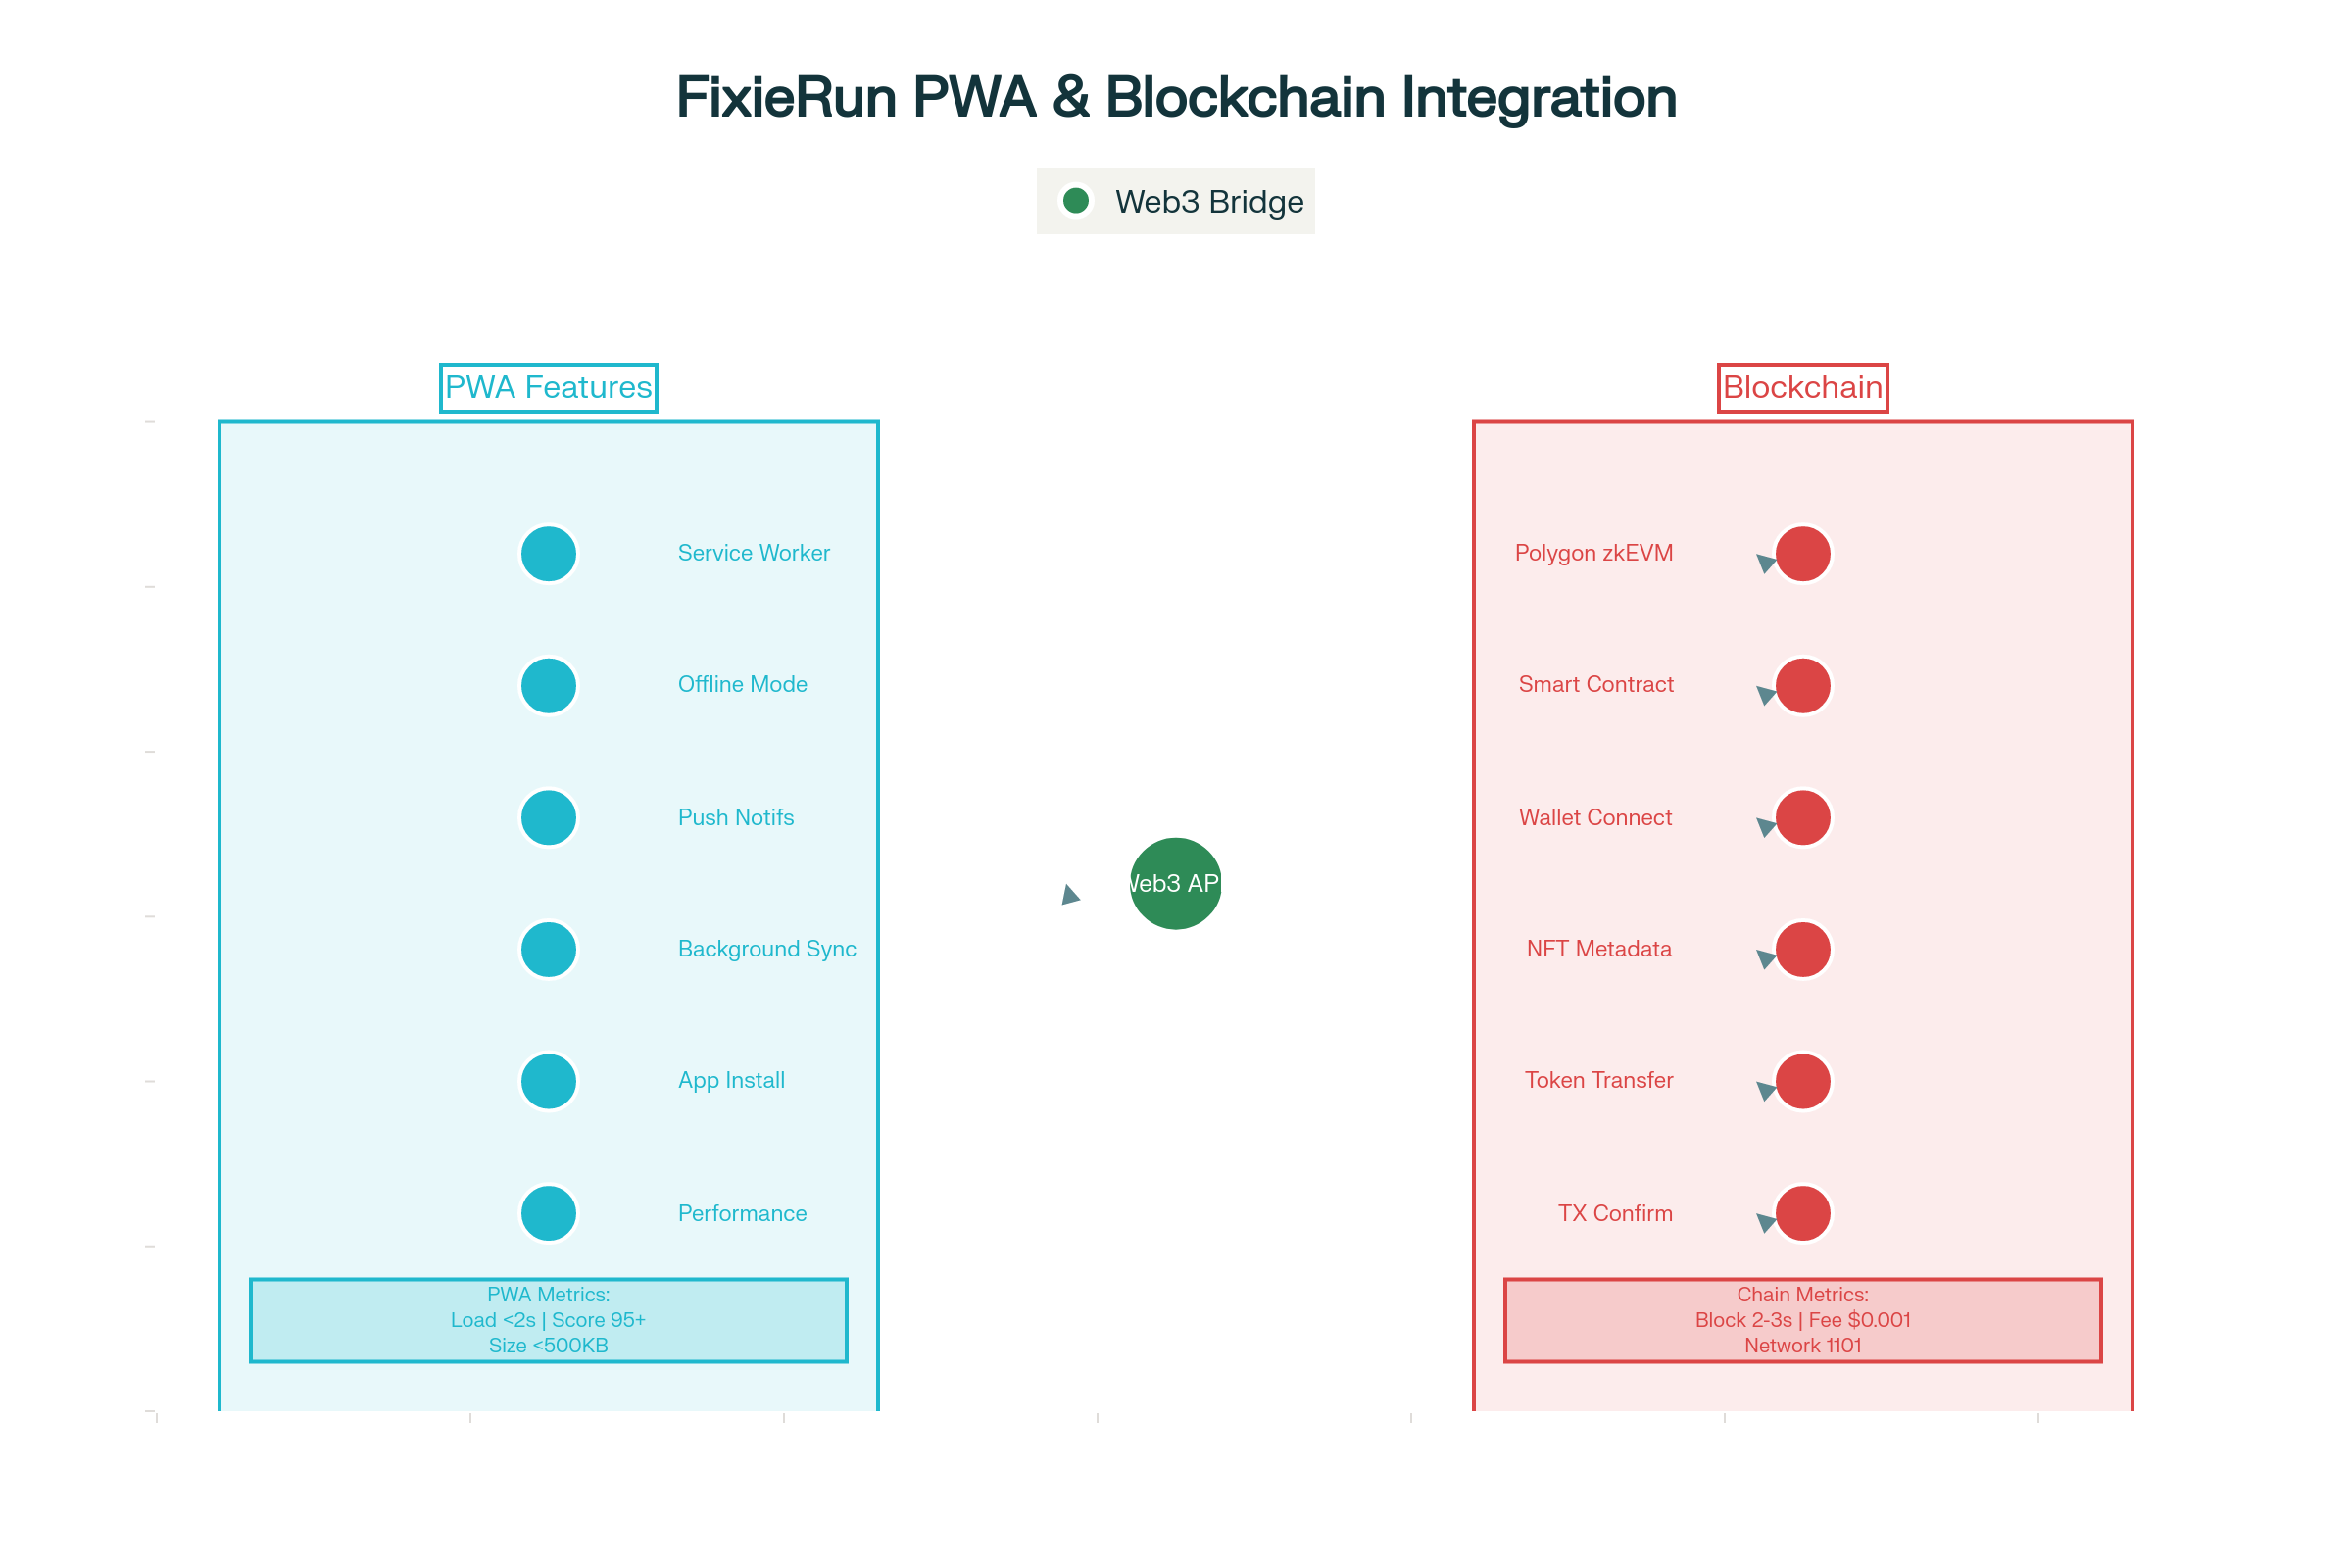 FixieRun PWA & Blockchain Integration
Web3 Bridge
PWA Features
Service Worker
Offline Mode
Push Notifs
Background Sync
App Install
Performance
PWA Metrics:
Load <2s | Score 95+
Size <500KB
Web3 AP
Blockchain
Polygon zkEVM
Smart Contract
Wallet Connect
NFT Metadata
Token Transfer
TX Confirm
Chain Metrics:
Block 2-3s | Fee $0.001
Network 1101